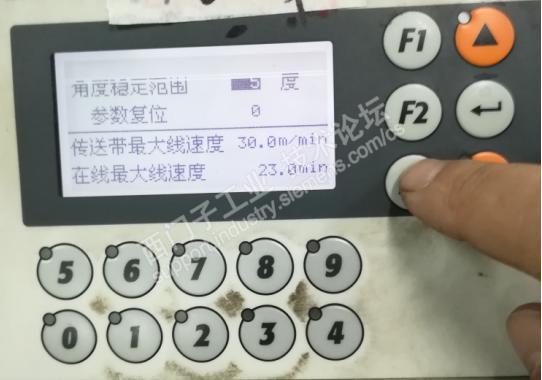 角度稳定范围 5 度
参数复位 0
传送带最大线速度 30.0m/min
在线最大线速度 23.0min
F1
F2
5 6 7 8 9
0 1 2 3 4
西门子工业技术论坛
support.industry.siemens.com/cs